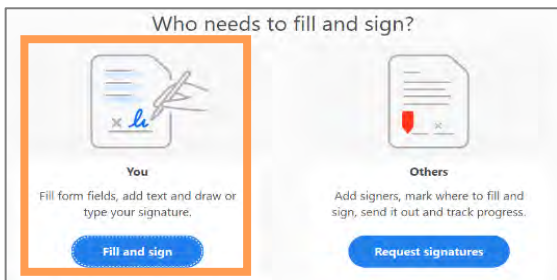 Who needs to fill and sign?
You
Fill form fields, add text and draw or
type your signature.
Fill and sign
Others
Add signers, mark where to fill and
sign, send it out and track progress.
Request signatures